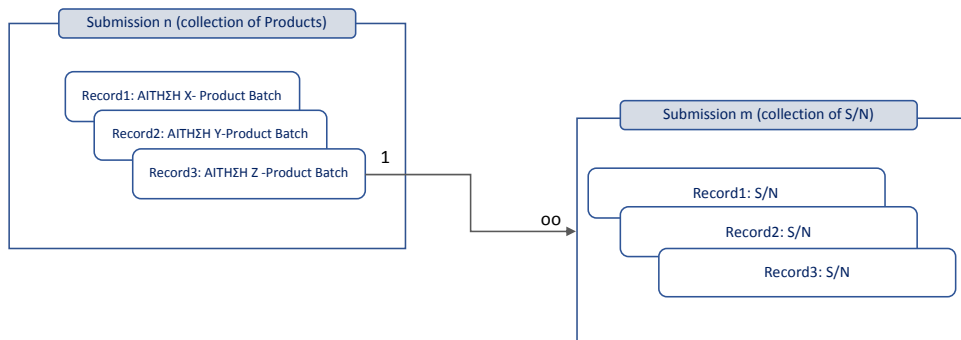 Submission n (collection of Products)
Record1: ΑΙΤΗΣΗ X- Product Batch
Record2: ΑΙΤΗΣΗ Y-Product Batch
Record3: ΑΙΤΗΣΗ Z -Product Batch
1
oo
Submission m (collection of S/N)
Record1: S/N
Record2: S/N
Record3: S/N